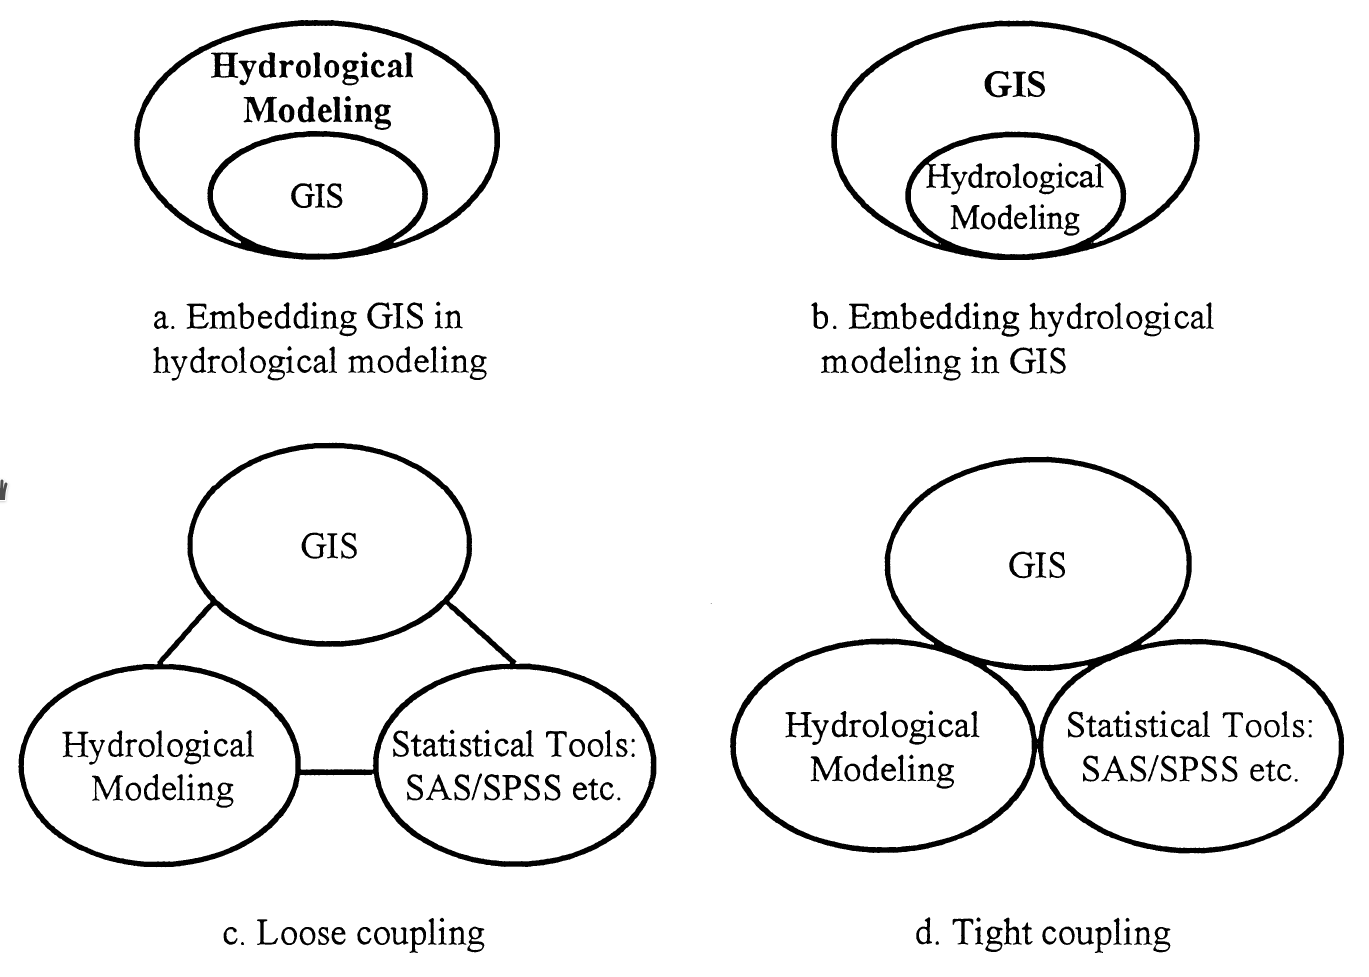 Hydrological
Modeling
GIS
a. Embedding GIS in
hydrological modeling
GIS
Hydrological
Modeling
b. Embedding hydrological
modeling in GIS
GIS
Hydrological
Modeling
Statistical Tools:
SAS/SPSS etc.
c. Loose coupling
GIS
Hydrological
Modeling
Statistical Tools:
SAS/SPSS etc.
d. Tight coupling